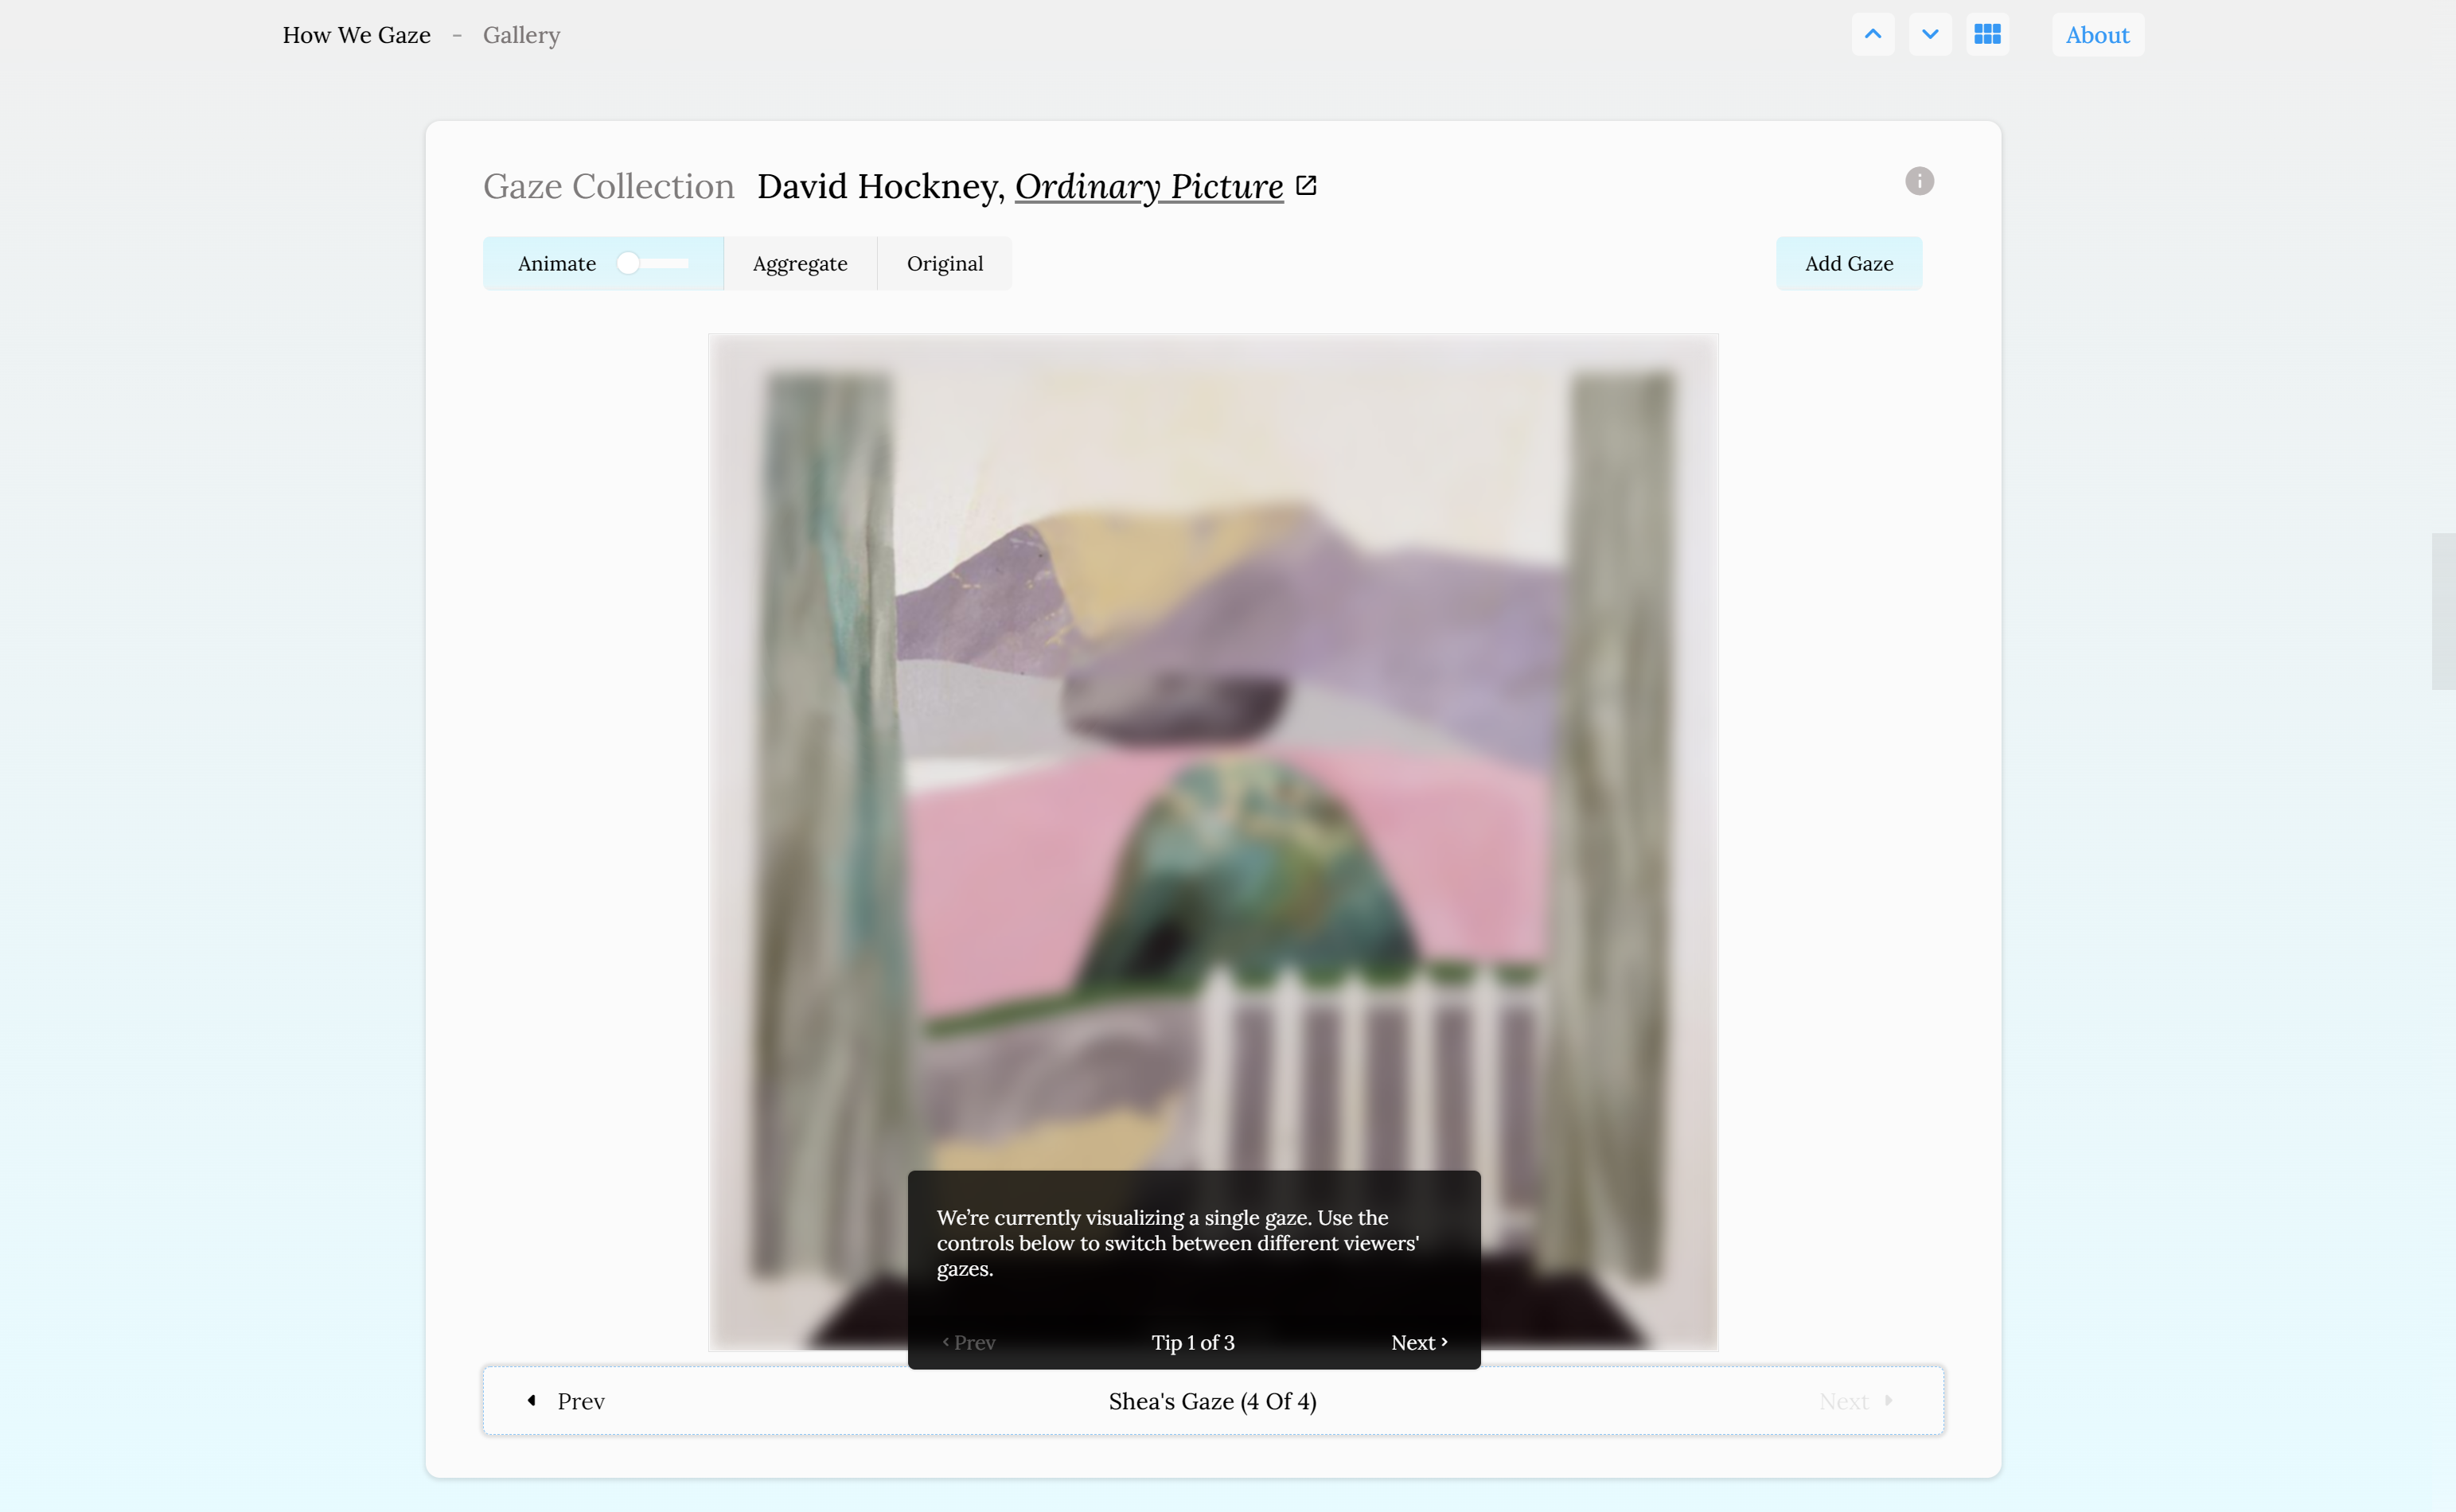 How We Gaze - Gallery
About
Gaze Collection David Hockney, Ordinary Picture
Animate Aggregate Original
Add Gaze
We’re currently visualizing a single gaze. Use the
controls below to switch between different viewers'
gazes.
Prev Tip 1 of 3 Next
Prev Shea's Gaze (4 Of 4) Next